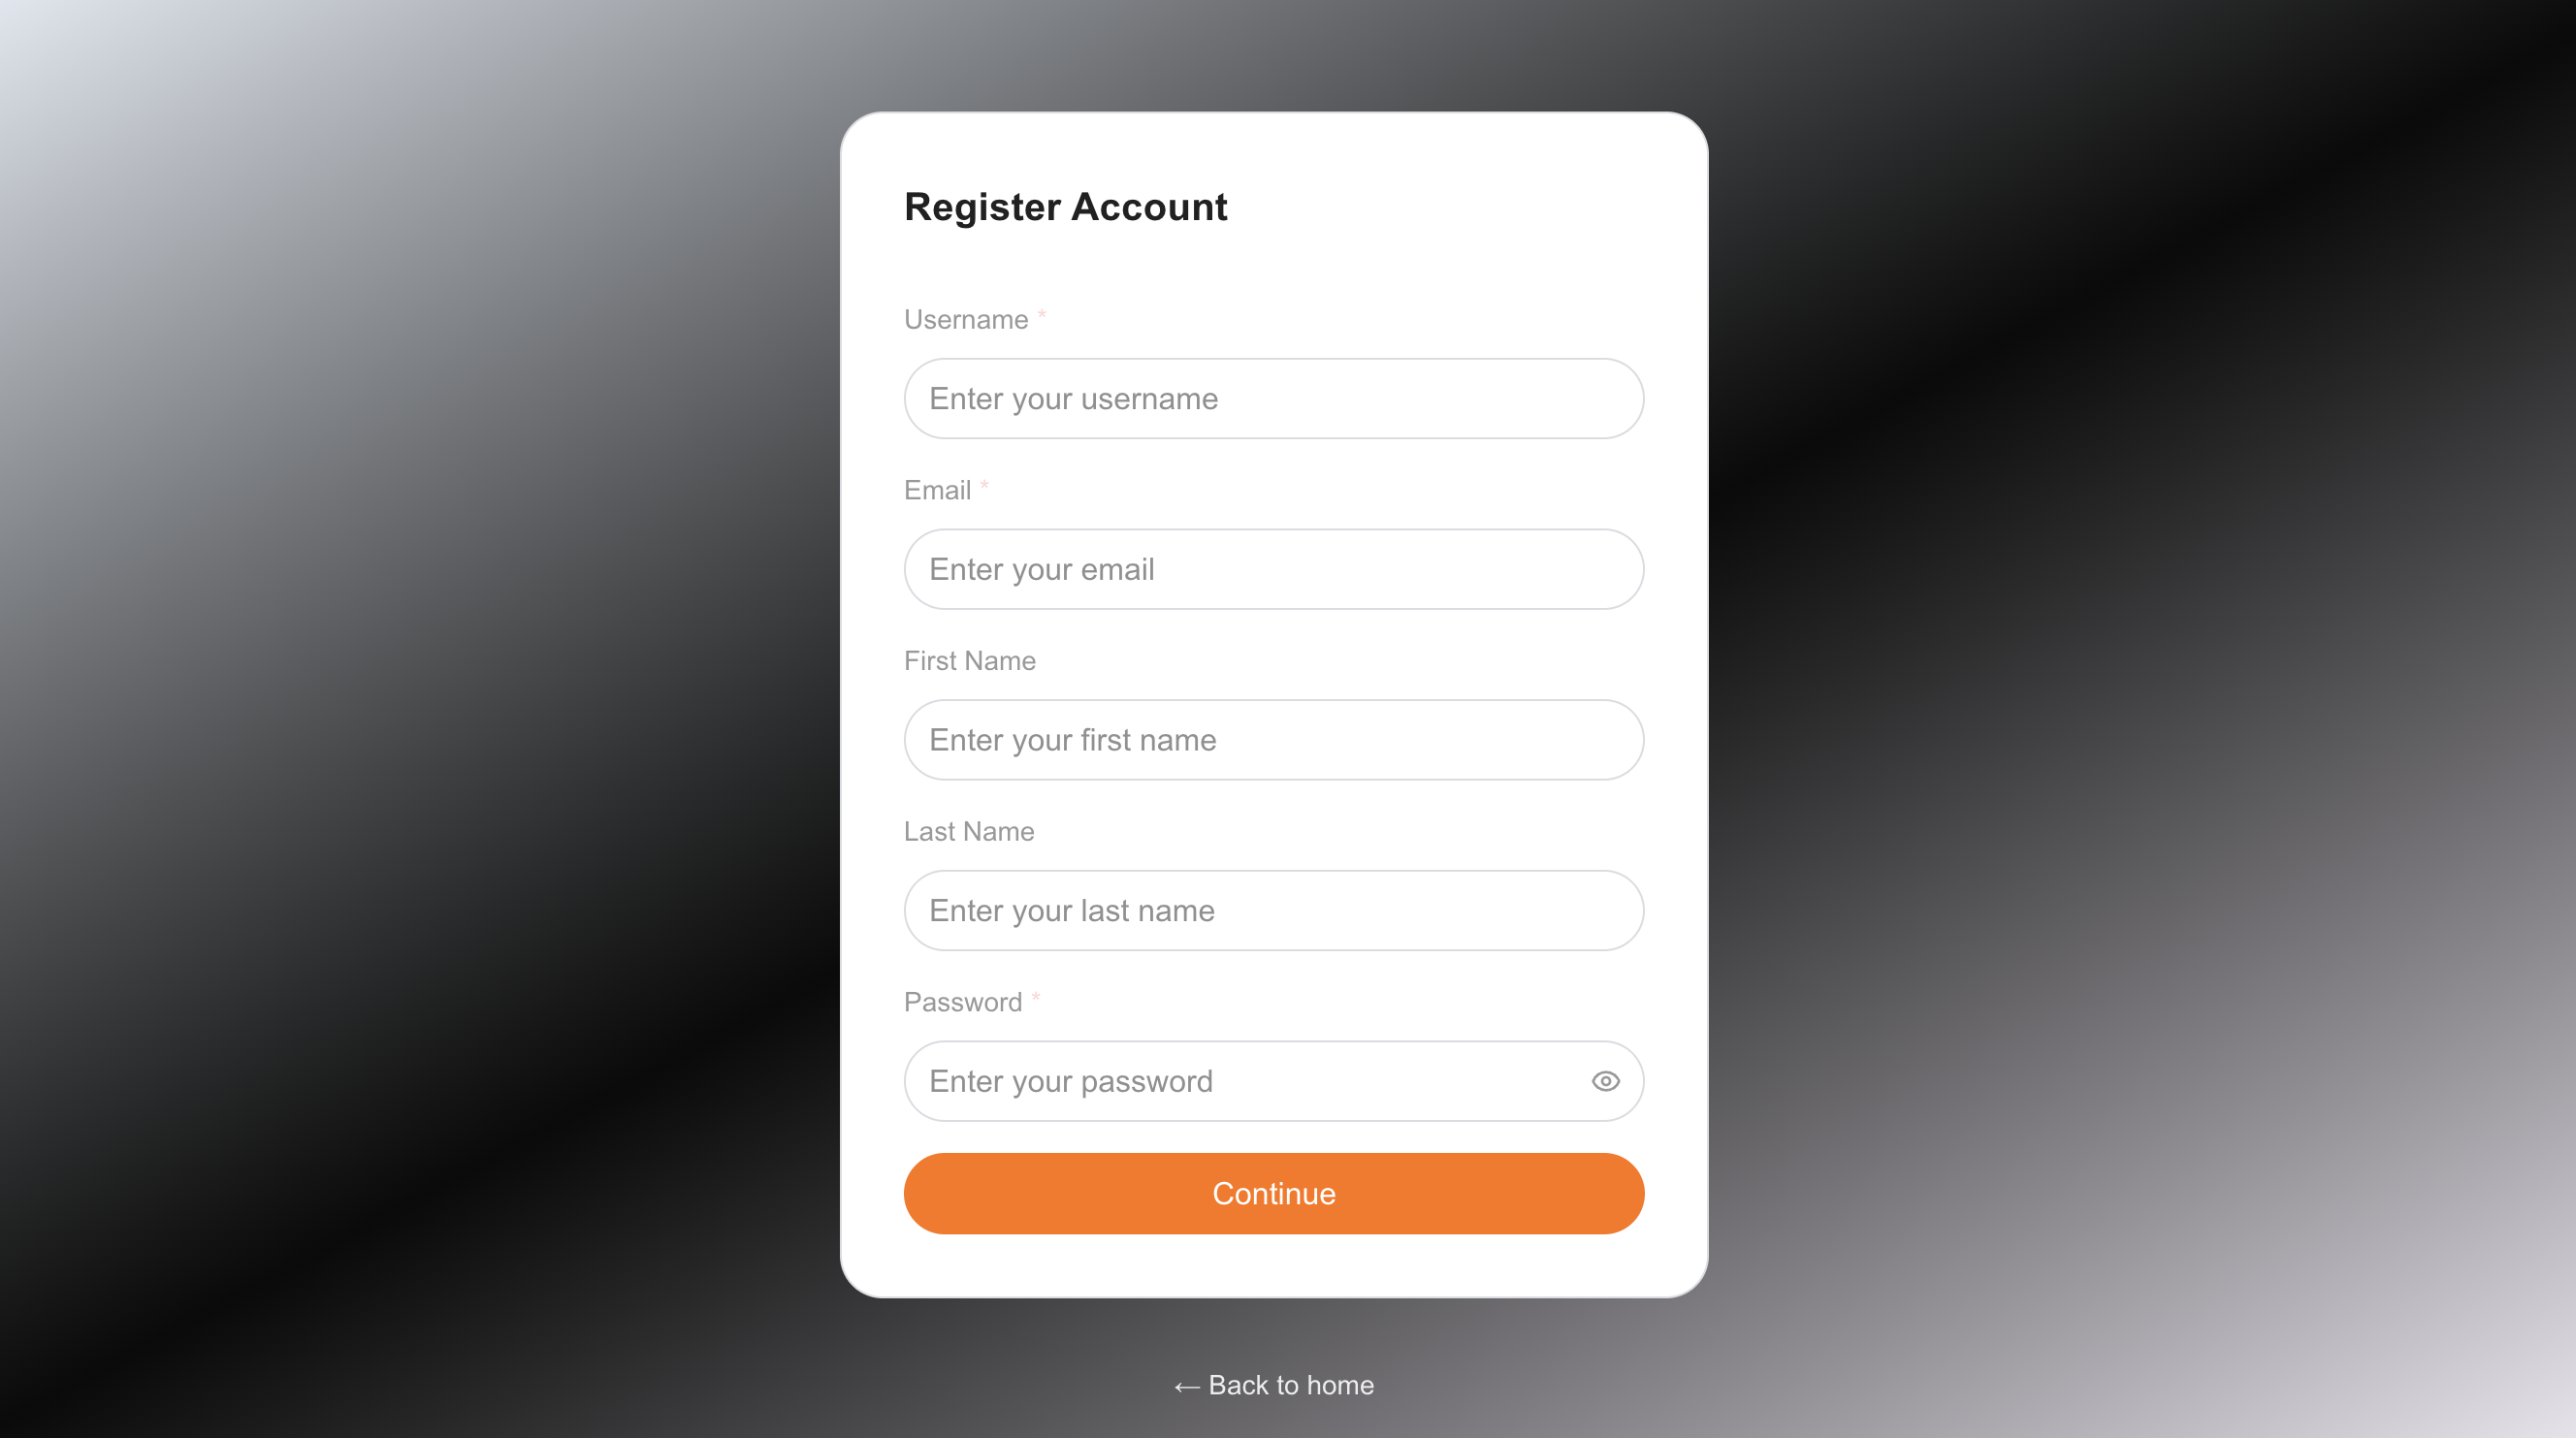 Register Account
Username *
Enter your username
Email *
Enter your email
First Name
Enter your first name
Last Name
Enter your last name
Password *
Enter your password
Continue
← Back to home